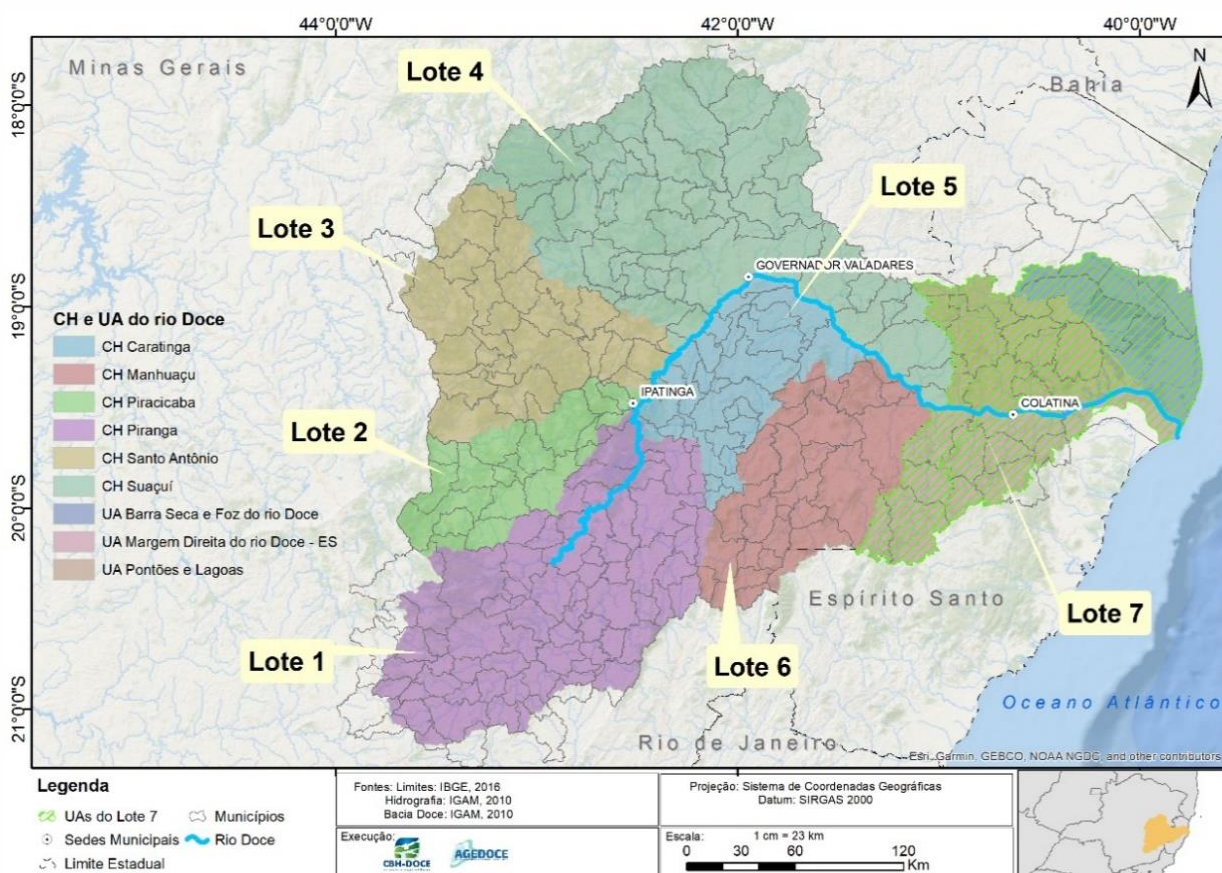 44°0'0"W
42°0'0"W
40°0'0"W
18°0'0"S
19°0'0"S
20°0'0"S
21°0'0"S
Minas Gerais
Bahia
N
Lote 4
Lote 5
Lote 3
GOVERNADOR VALADARES
CH e UA do rio Doce
CH Caratinga
CH Manhuaçu
CH Piracicaba
CH Piranga
CH Santo Antônio
CH Suaçuí
UA Barra Seca e Foz do rio Doce
UA Margem Direita do rio Doce - ES
UA Pontões e Lagoas
IPATINGA
COLATINA
Lote 2
Espírito Santo
Lote 7
Lote 1
Lote 6
Oceano Atlântico
Rio de Janeiro
Esri, Garmin, GEBCO, NOAA NGDC, and other contributors
Legenda
UAs do Lote 7
Municípios
Sedes Municipais
Rio Doce
Limite Estadual
Fontes: Limites: IBGE, 2016
Hidrografia: IGAM, 2010
Bacia Doce: IGAM, 2010
Execução:
CBH-DOCE
AGEDOCE
Projeção: Sistema de Coordenadas Geográficas
Datum: SIRGAS 2000
Escala:
1 cm = 23 km
0 30 60 120
Km